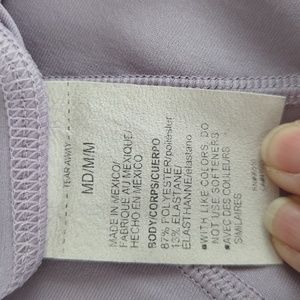 TEAR AWAY
MD/M/M
MADE IN MEXICO/
FABRIQUÉ AU MEXIQUE/
HECHO EN MEXICO
BODY/CORPS/CUERPO
87% POLYESTER/poliéster
13% ELASTANE/
ELASTHANNE/elastano
•WITH LIKE COLORS. DO
NOT USE SOFTENERS
•AVEC DES COULEURS
SIMILAIRES